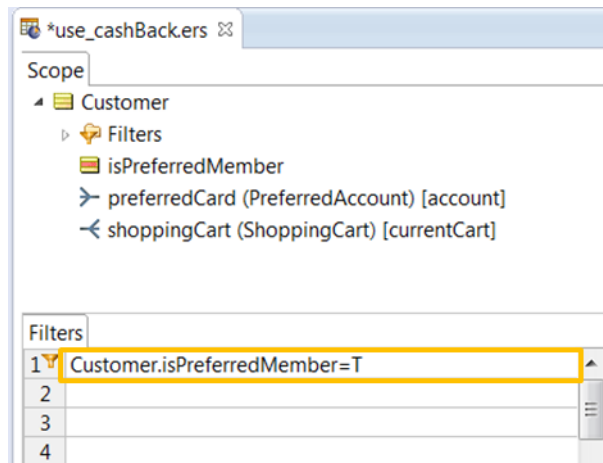 *use_cashBack.ers
Scope
Customer
Filters
isPreferredMember
preferredCard (PreferredAccount) [account]
shoppingCart (ShoppingCart) [currentCart]
Filters
1 Customer.isPreferredMember=T
2
3
4